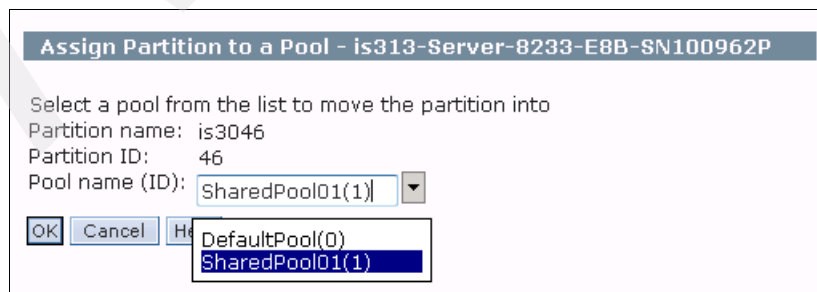 Assign Partition to a Pool - is313-Server-8233-E8B-SN100962P
Select a pool from the list to move the partition into
Partition name: is3046
Partition ID: 46
Pool name (ID): SharedPool01(1)
OK Cancel
DefaultPool(0)
SharedPool01(1)